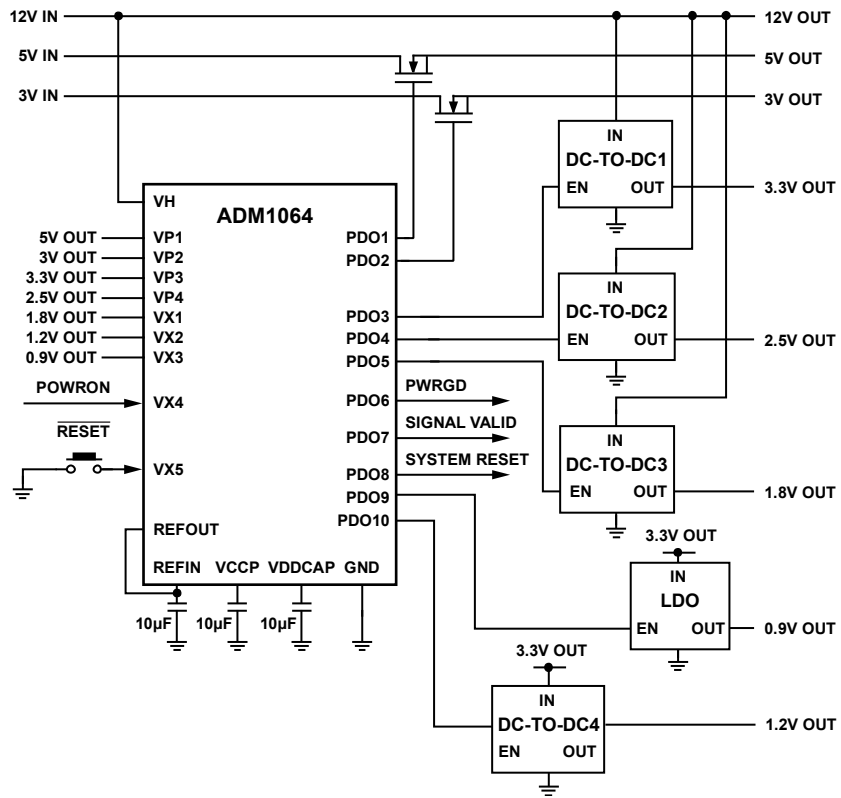 12V IN
12V OUT
5V IN
5V OUT
3V IN
3V OUT
IN
DC-TO-DC1
EN OUT
3.3V OUT
VH
ADM1064
5V OUT
VP1
PDO1
3V OUT
VP2
PDO2
3.3V OUT
VP3
2.5V OUT
VP4
1.8V OUT
VX1
PDO3
1.2V OUT
VX2
PDO4
0.9V OUT
VX3
PDO5
IN
DC-TO-DC2
EN OUT
2.5V OUT
POWRON
VX4
PDO6
PWRGD
RESET
VX5
PDO7
SIGNAL VALID
PDO8
SYSTEM RESET
PDO9
PDO10
IN
DC-TO-DC3
EN OUT
1.8V OUT
REFOUT
REFIN VCCP VDDCAP GND
10µF 10µF 10µF
3.3V OUT
IN
LDO
EN OUT
0.9V OUT
3.3V OUT
IN
DC-TO-DC4
EN OUT
1.2V OUT